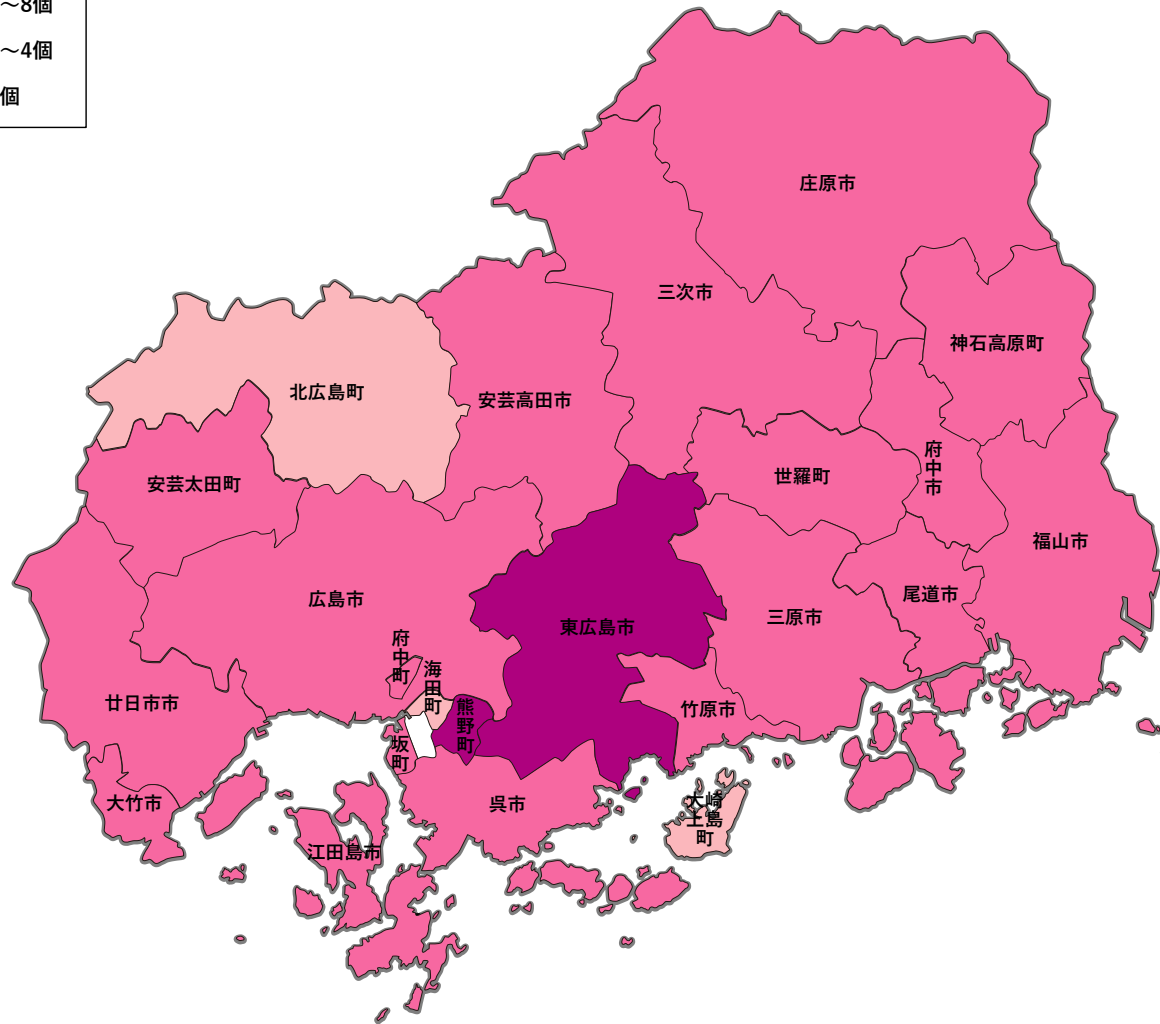 ～8個
～4個
個
庄原市
三次市
神石高原町
北広島町
安芸高田市
府中市
世羅町
安芸太田町
福山市
尾道市
広島市
三原市
東広島市
府中町
海田町
廿日市市
熊野町
竹原市
坂町
大竹市
呉市
大崎
上島
町
江田島市